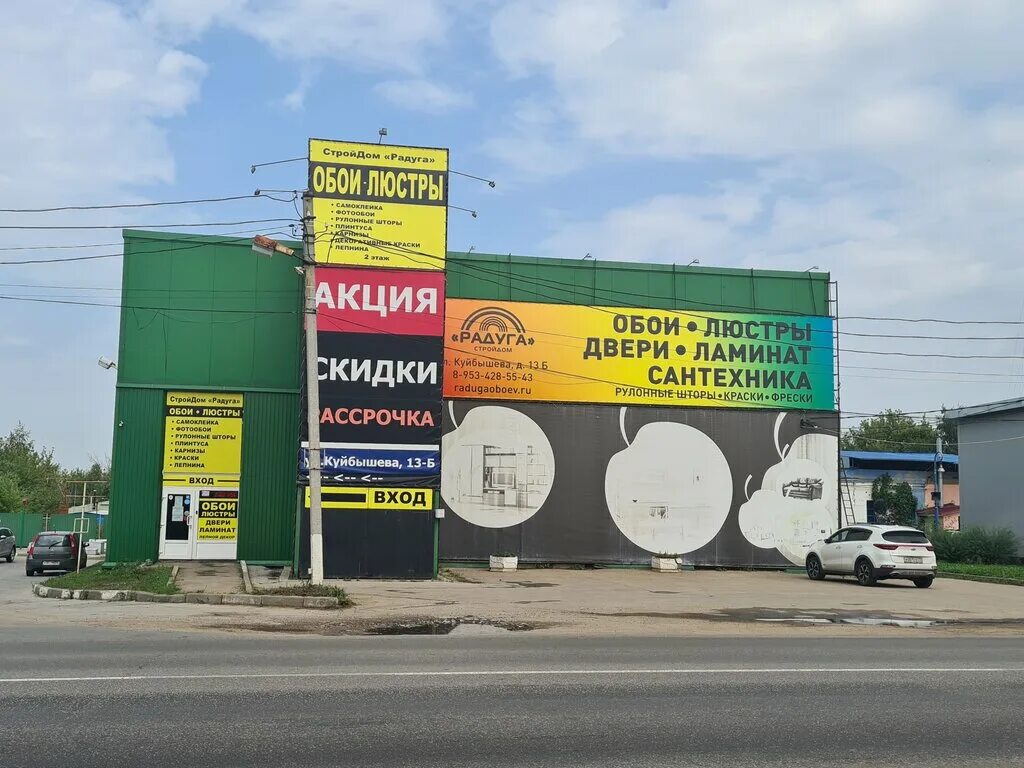 СтройДом «Радуга»
ОБОИ • ЛЮСТРЫ
• САМОКЛЕЙКА
• ФОТООБОИ
• РУЛОННЫЕ ШТОРЫ
• ПЛИНТУСА
• КАРНИЗЫ
• ДЕКОРАТИВНЫЕ КРАСКИ
• ЛЕПНИНА
2 этаж
АКЦИЯ
СКИДКИ
РАССРОЧКА
Куйбышева, 13-Б
<-- <-- <--
ВХОД
«РАДУГА»
СТРОЙДОМ
ул. Куйбышева, д. 13 Б
8-953-428-55-43
radugaoboev.ru
ОБОИ • ЛЮСТРЫ
ДВЕРИ • ЛАМИНАТ
САНТЕХНИКА
РУЛОННЫЕ ШТОРЫ • КРАСКИ • ФРЕСКИ
СтройДом «Радуга»
ОБОИ • ЛЮСТРЫ
• САМОКЛЕЙКА
• ФОТООБОИ
• РУЛОННЫЕ ШТОРЫ
• ПЛИНТУСА
• КАРНИЗЫ
• КРАСКИ
• ЛЕПНИНА
ВХОД
ОБОИ
ЛЮСТРЫ
ДВЕРИ
ЛАМИНАТ
ЛЕПНОЙ ДЕКОР